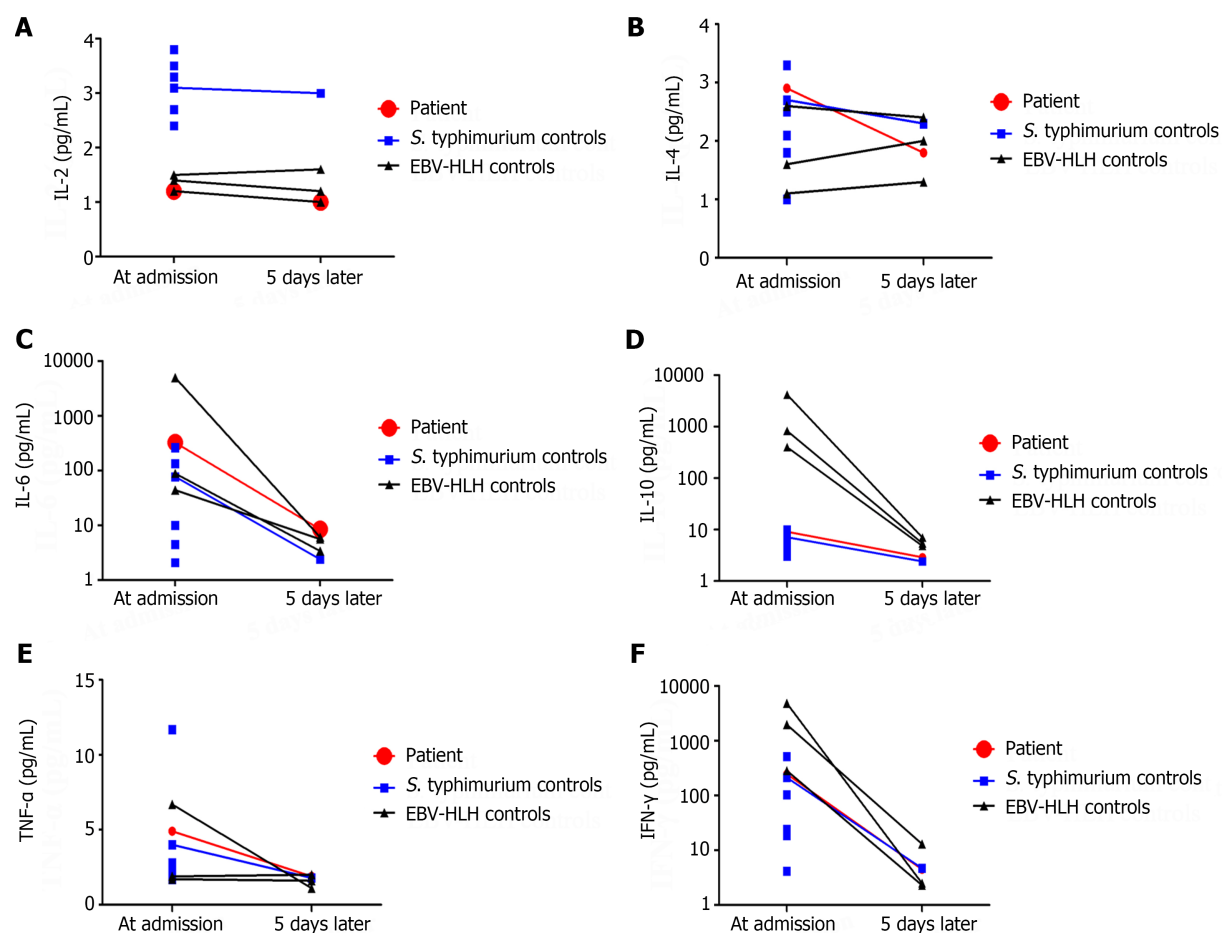 A
IL-2 (pg/mL)
4
3
2
1
0
At admission
5 days later
Patient
S. typhimurium controls
EBV-HLH controls
B
IL-4 (pg/mL)
4
3
2
1
0
At admission
5 days later
Patient
S. typhimurium controls
EBV-HLH controls
C
IL-6 (pg/mL)
10000
1000
100
10
1
At admission
5 days later
Patient
S. typhimurium controls
EBV-HLH controls
D
IL-10 (pg/mL)
10000
1000
100
10
1
At admission
5 days later
Patient
S. typhimurium controls
EBV-HLH controls
E
TNF-α (pg/mL)
15
10
5
0
At admission
5 days later
Patient
S. typhimurium controls
EBV-HLH controls
F
IFN-γ (pg/mL)
10000
1000
100
10
1
At admission
5 days later
Patient
S. typhimurium controls
EBV-HLH controls